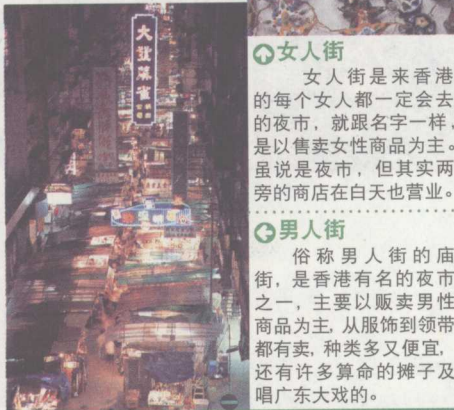 大發麻雀
女人街
女人街是来香港
的每个女人都一定会去
的夜市，就跟名字一样，
是以售卖女性商品为主。
虽说是夜市，但其实两
旁的商店在白天也营业。
男人街
俗称男人街的庙
街，是香港有名的夜市
之一，主要以贩卖男性
商品为主，从服饰到领带
都有卖，种类多又便宜，
还有许多算命的摊子及
唱广东大戏的。